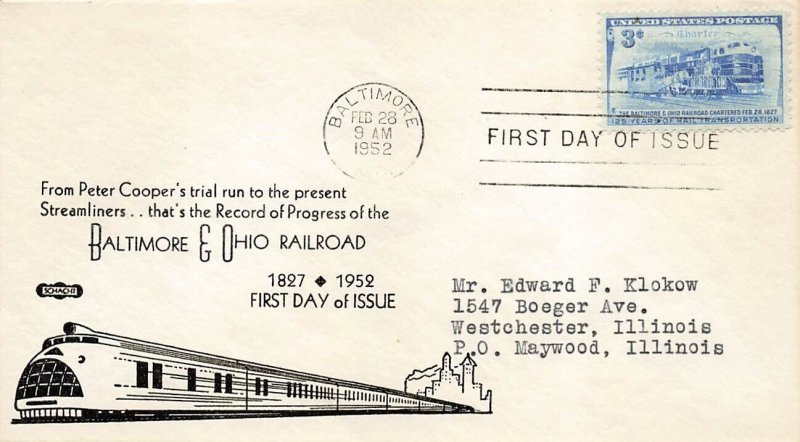 UNITED STATES POSTAGE
3¢
Charter
THE BALTIMORE & OHIO RAILROAD CHARTERED FEB. 28, 1827
125 YEARS OF RAIL TRANSPORTATION
BALTIMORE
FEB 28
9 AM
1952
FIRST DAY OF ISSUE
From Peter Cooper's trial run to the present
Streamliners . . that's the Record of Progress of the
BALTIMORE & OHIO RAILROAD
1827 ◆ 1952
FIRST DAY of ISSUE
SCHACHT
Mr. Edward F. Klokow
1547 Boeger Ave.
Westchester, Illinois
P.O. Maywood, Illinois